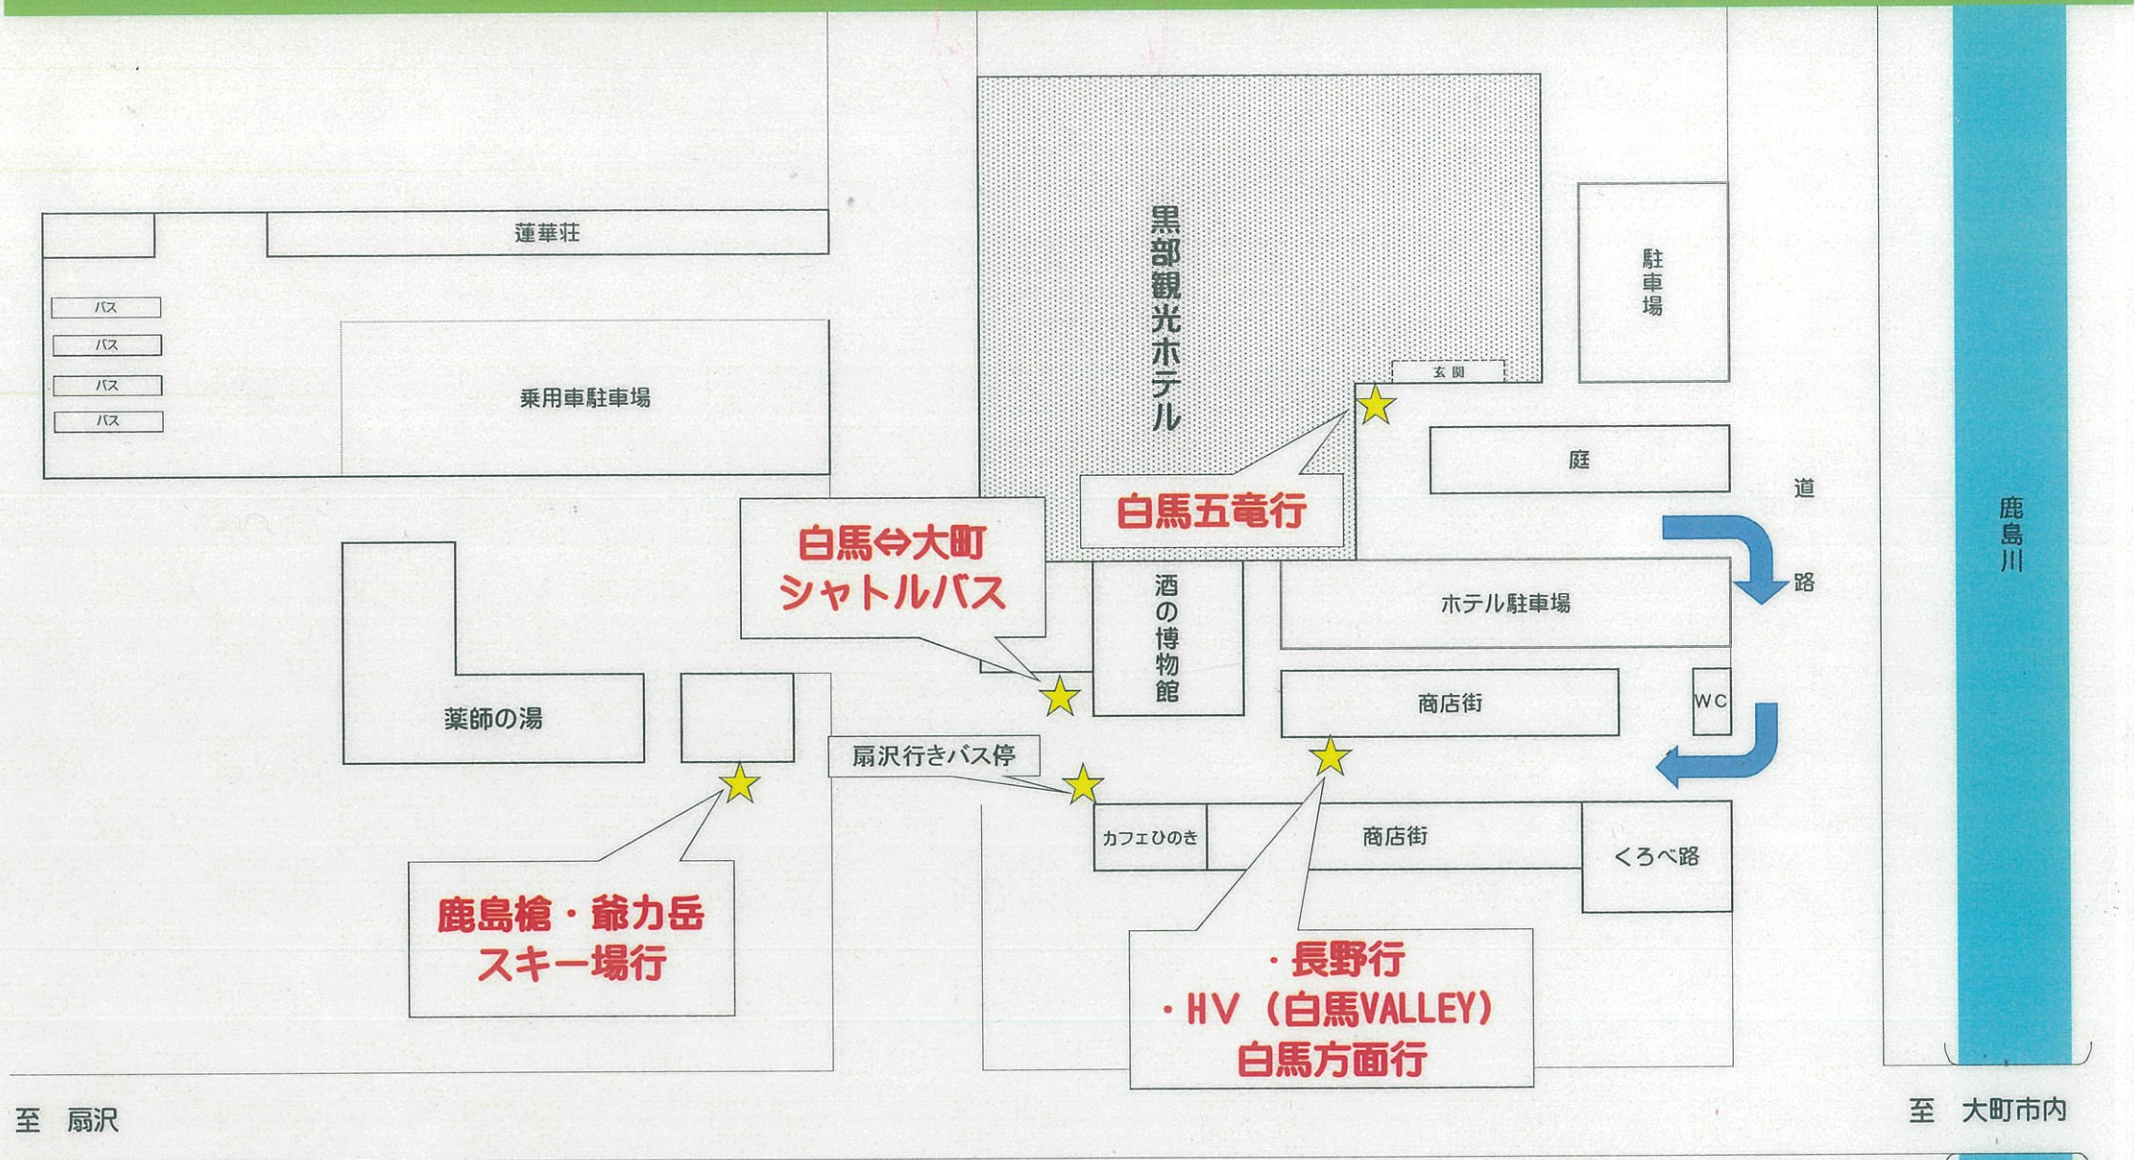 蓮華荘
バス
バス
バス
バス
乗用車駐車場
黒部観光ホテル
玄関
駐車場
庭
道路
鹿島川
白馬五竜行
白馬⇔大町
シャトルバス
酒の博物館
ホテル駐車場
商店街
WC
薬師の湯
扇沢行きバス停
カフェひのき
商店街
くろべ路
鹿島槍・爺力岳
スキー場行
・長野行
・HV（白馬VALLEY）
白馬方面行
至 扇沢
至 大町市内